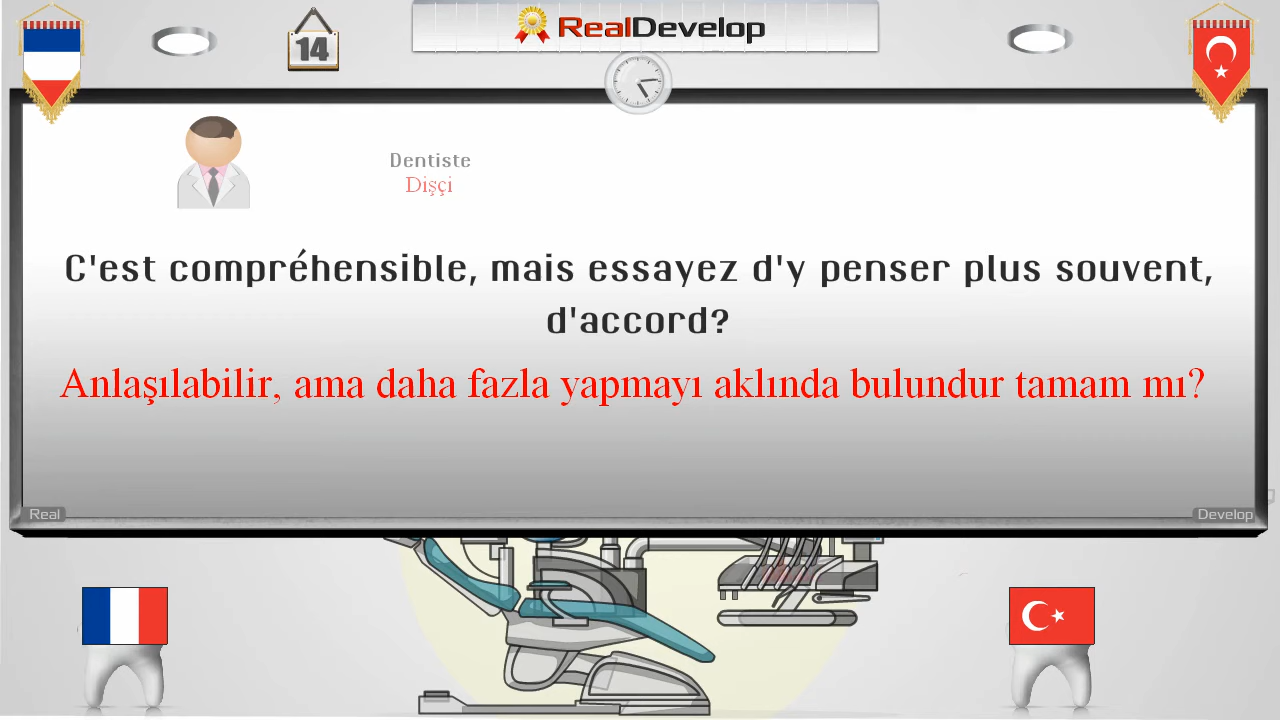 14
RealDevelop
Dentiste
Dişçi
C'est compréhensible, mais essayez d'y penser plus souvent,
d'accord?
Anlaşılabilir, ama daha fazla yapmayı aklında bulundur tamam mı?
Real
Develop